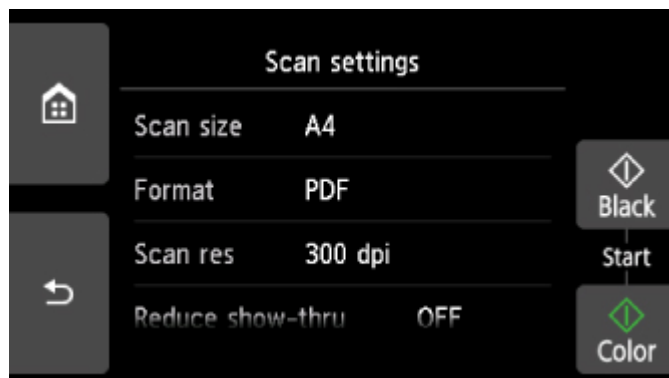 Scan settings
Scan size A4
Format PDF
Scan res 300 dpi
Reduce show-thru OFF
Black
Start
Color